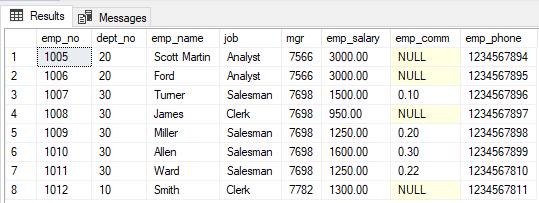 Results Messages
emp_no dept_no emp_name job mgr emp_salary emp_comm emp_phone
1 1005 20 Scott Martin Analyst 7566 3000.00 NULL 1234567894
2 1006 20 Ford Analyst 7566 3000.00 NULL 1234567895
3 1007 30 Turner Salesman 7698 1500.00 0.10 1234567896
4 1008 30 James Clerk 7698 950.00 NULL 1234567897
5 1009 30 Miller Salesman 7698 1250.00 0.20 1234567898
6 1010 30 Allen Salesman 7698 1600.00 0.30 1234567899
7 1011 30 Ward Salesman 7698 1250.00 0.22 1234567810
8 1012 10 Smith Clerk 7782 1300.00 NULL 1234567811